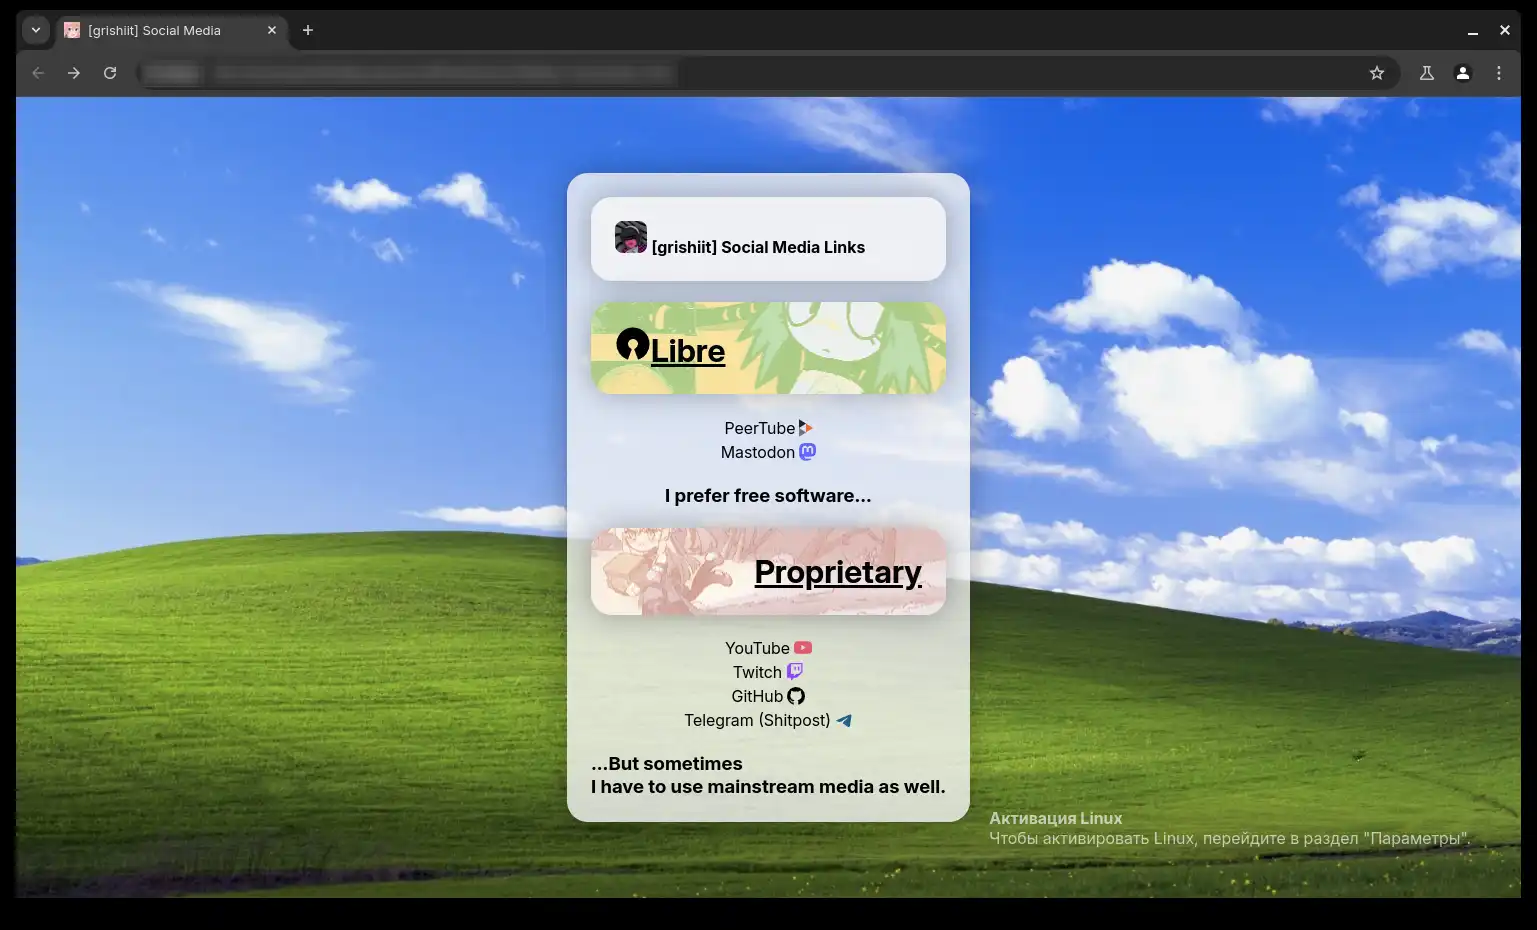 [grishiit] Social Media
[grishiit] Social Media Links
Libre
PeerTube
Mastodon
I prefer free software...
Proprietary
YouTube
Twitch
GitHub
Telegram (Shitpost)
...But sometimes
I have to use mainstream media as well.
Активация Linux
Чтобы активировать Linux, перейдите в раздел "Параметры".